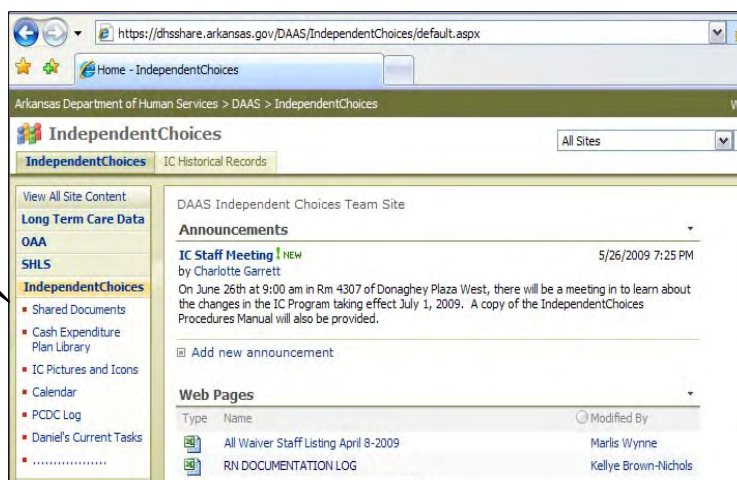 https://dhsshare.arkansas.gov/DAAS/IndependentChoices/default.aspx
Home - IndependentChoices
Arkansas Department of Human Services > DAAS > IndependentChoices
IndependentChoices
All Sites
IndependentChoices IC Historical Records
View All Site Content
Long Term Care Data
OAA
SHLS
IndependentChoices
Shared Documents
Cash Expenditure
Plan Library
IC Pictures and Icons
Calendar
PCDC Log
Daniel's Current Tasks
..................
DAAS Independent Choices Team Site
Announcements
IC Staff Meeting ! NEW 5/26/2009 7:25 PM
by Charlotte Garrett
On June 26th at 9:00 am in Rm 4307 of Donaghey Plaza West, there will be a meeting in to learn about
the changes in the IC Program taking effect July 1, 2009. A copy of the IndependentChoices
Procedures Manual will also be provided.
Add new announcement
Web Pages
Type Name Modified By
All Waiver Staff Listing April 8-2009 Marlis Wynne
RN DOCUMENTATION LOG Kellye Brown-Nichols